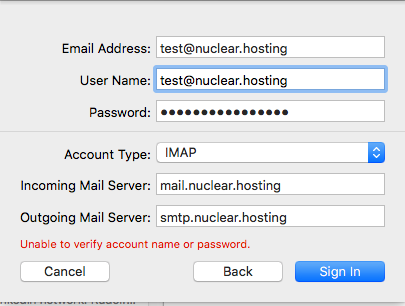 Email Address: test@nuclear.hosting
User Name: test@nuclear.hosting
Password: ●●●●●●●●●●●●●●●●
Account Type: IMAP
Incoming Mail Server: mail.nuclear.hosting
Outgoing Mail Server: smtp.nuclear.hosting
Unable to verify account name or password.
Cancel Back Sign In